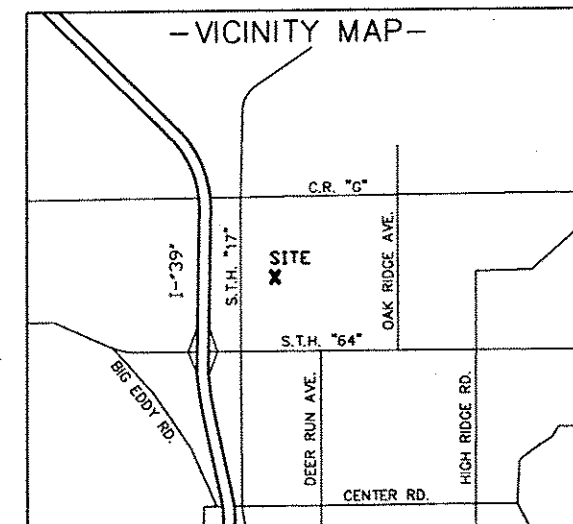 -VICINITY MAP-
C.R. "G"
OAK RIDGE AVE.
I-"39"
S.T.H. "17"
SITE
X
S.T.H. "64"
BIG EDDY RD.
DEER RUN AVE.
HIGH RIDGE RD.
CENTER RD.